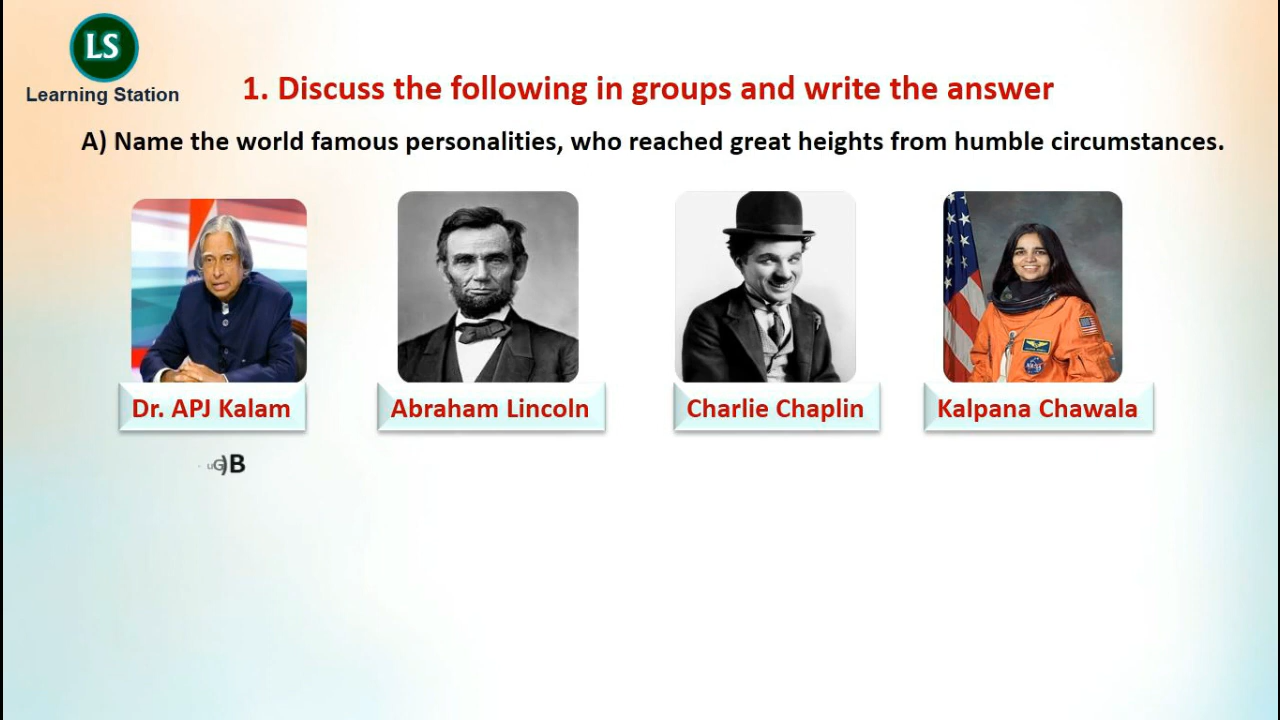 LS
Learning Station
1. Discuss the following in groups and write the answer
A) Name the world famous personalities, who reached great heights from humble circumstances.
Dr. APJ Kalam
Abraham Lincoln
Charlie Chaplin
Kalpana Chawala
B